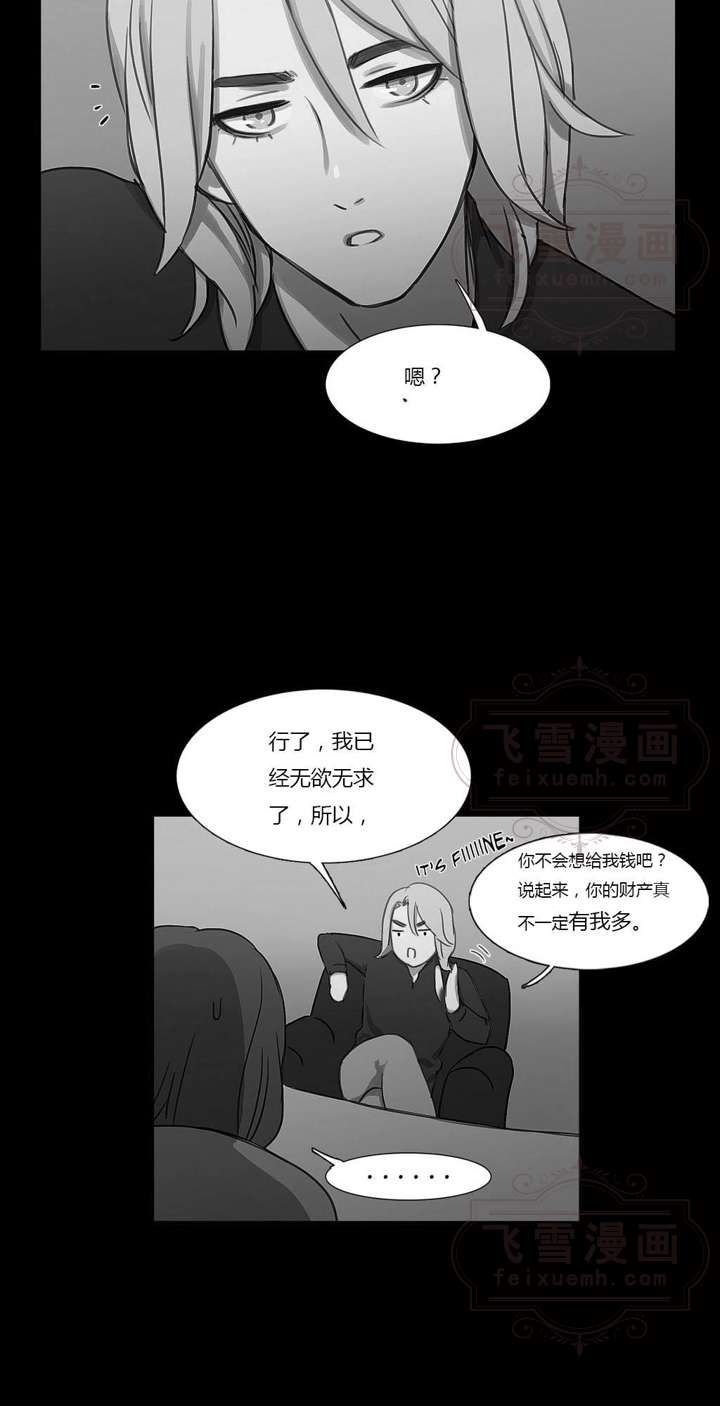 飞雪漫画
feixuemh.com
嗯？
飞雪漫画
feixuemh.com
行了，我已
经无欲无求
了，所以，
IT'S FIIIIINE~
你不会想给我钱吧？
说起来，你的财产真
不一定有我多。
······
飞雪漫画
feixuemh.com